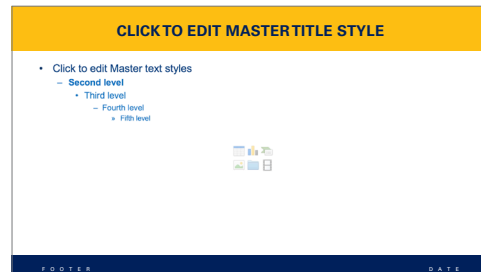 CLICK TO EDIT MASTER TITLE STYLE
• Click to edit Master text styles
– Second level
• Third level
– Fourth level
» Fifth level
FOOTER DATE